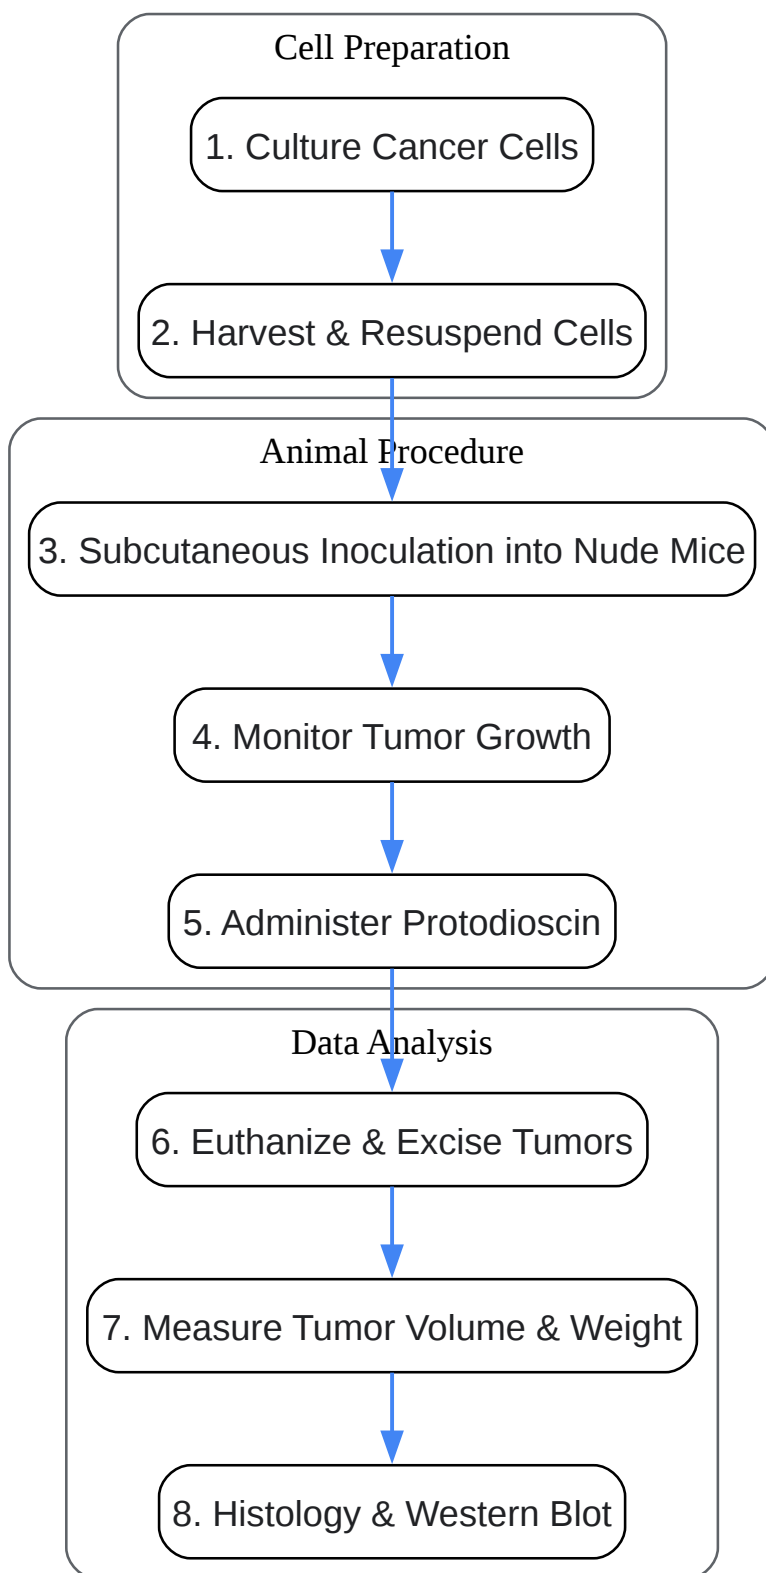 Cell Preparation
1. Culture Cancer Cells
2. Harvest & Resuspend Cells
Animal Procedure
3. Subcutaneous Inoculation into Nude Mice
4. Monitor Tumor Growth
5. Administer Protodioscin
Data Analysis
6. Euthanize & Excise Tumors
7. Measure Tumor Volume & Weight
8. Histology & Western Blot